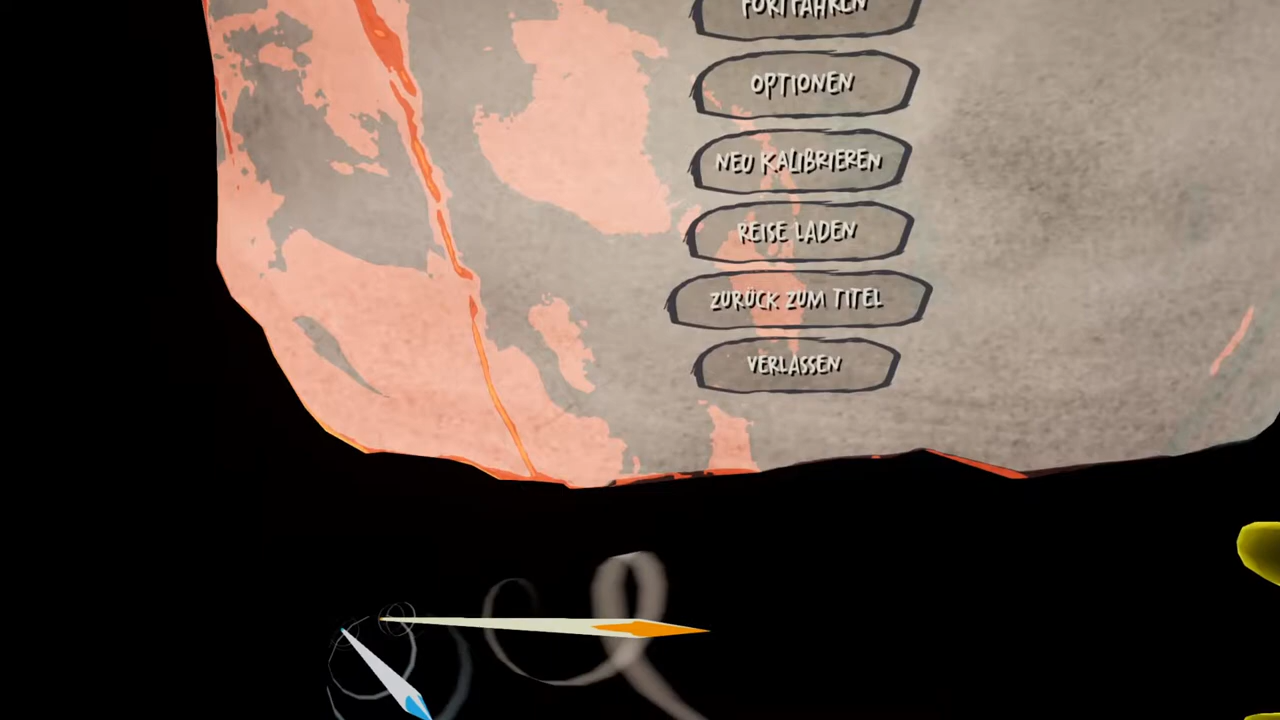 FORTFAHREN
OPTIONEN
NEU KALIBRIEREN
REISE LADEN
ZURÜCK ZUM TITEL
VERLASSEN